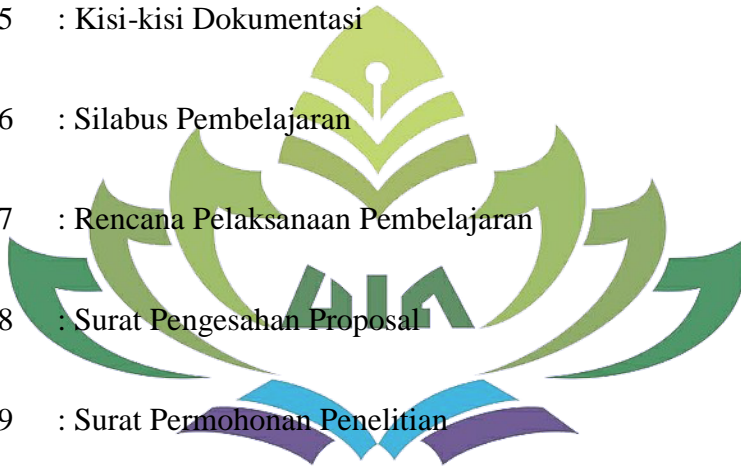 5 : Kisi-kisi Dokumentasi
6 : Silabus Pembelajaran
7 : Rencana Pelaksanaan Pembelajaran
8 : Surat Pengesahan Proposal
UIN
9 : Surat Permohonan Penelitian